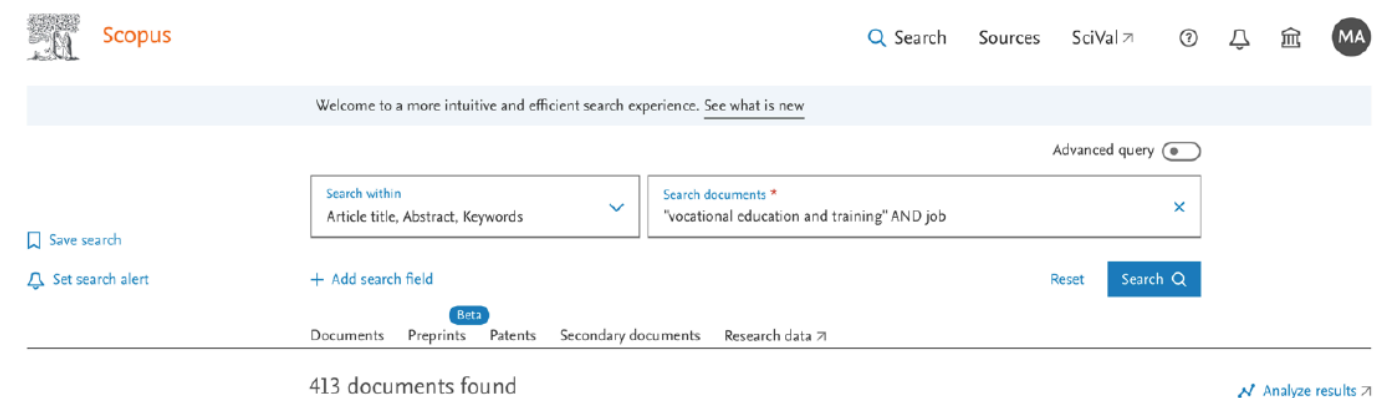 Scopus
Search Sources SciVal MA
Welcome to a more intuitive and efficient search experience. See what is new
Advanced query
Search within
Article title, Abstract, Keywords
Search documents *
"vocational education and training" AND job
Save search
Set search alert
+ Add search field
Reset Search
Beta
Documents Preprints Patents Secondary documents Research data
413 documents found
Analyze results